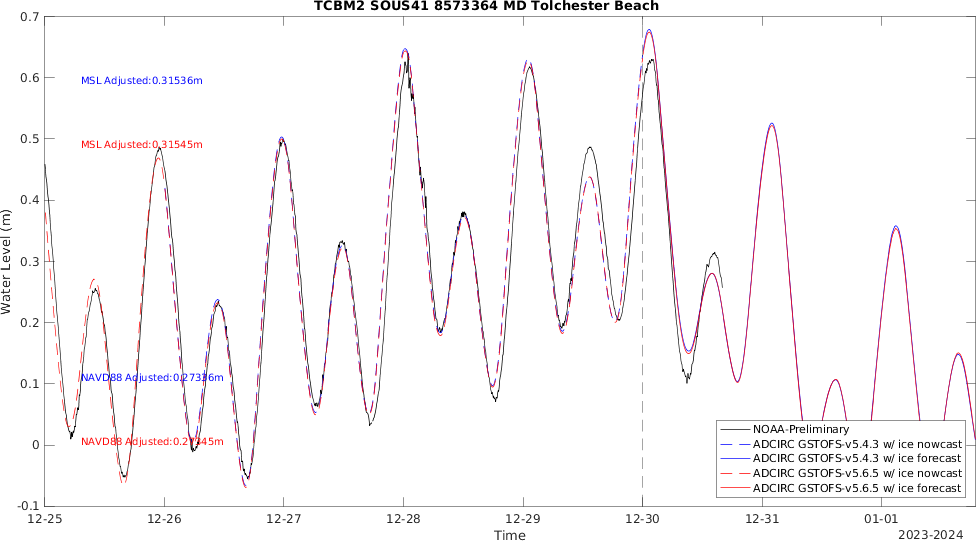 TCBM2 SOUS41 8573364 MD Tolchester Beach
Water Level (m)
0.7
0.6
0.5
0.4
0.3
0.2
0.1
0
-0.1
MSL Adjusted:0.31536m
MSL Adjusted:0.31545m
NAVD88 Adjusted:0.27336m
NAVD88 Adjusted:0.27345m
NOAA-Preliminary
ADCIRC GSTOFS-v5.4.3 w/ ice nowcast
ADCIRC GSTOFS-v5.4.3 w/ ice forecast
ADCIRC GSTOFS-v5.6.5 w/ ice nowcast
ADCIRC GSTOFS-v5.6.5 w/ ice forecast
12-25 12-26 12-27 12-28 12-29 12-30 12-31 01-01
Time
2023-2024